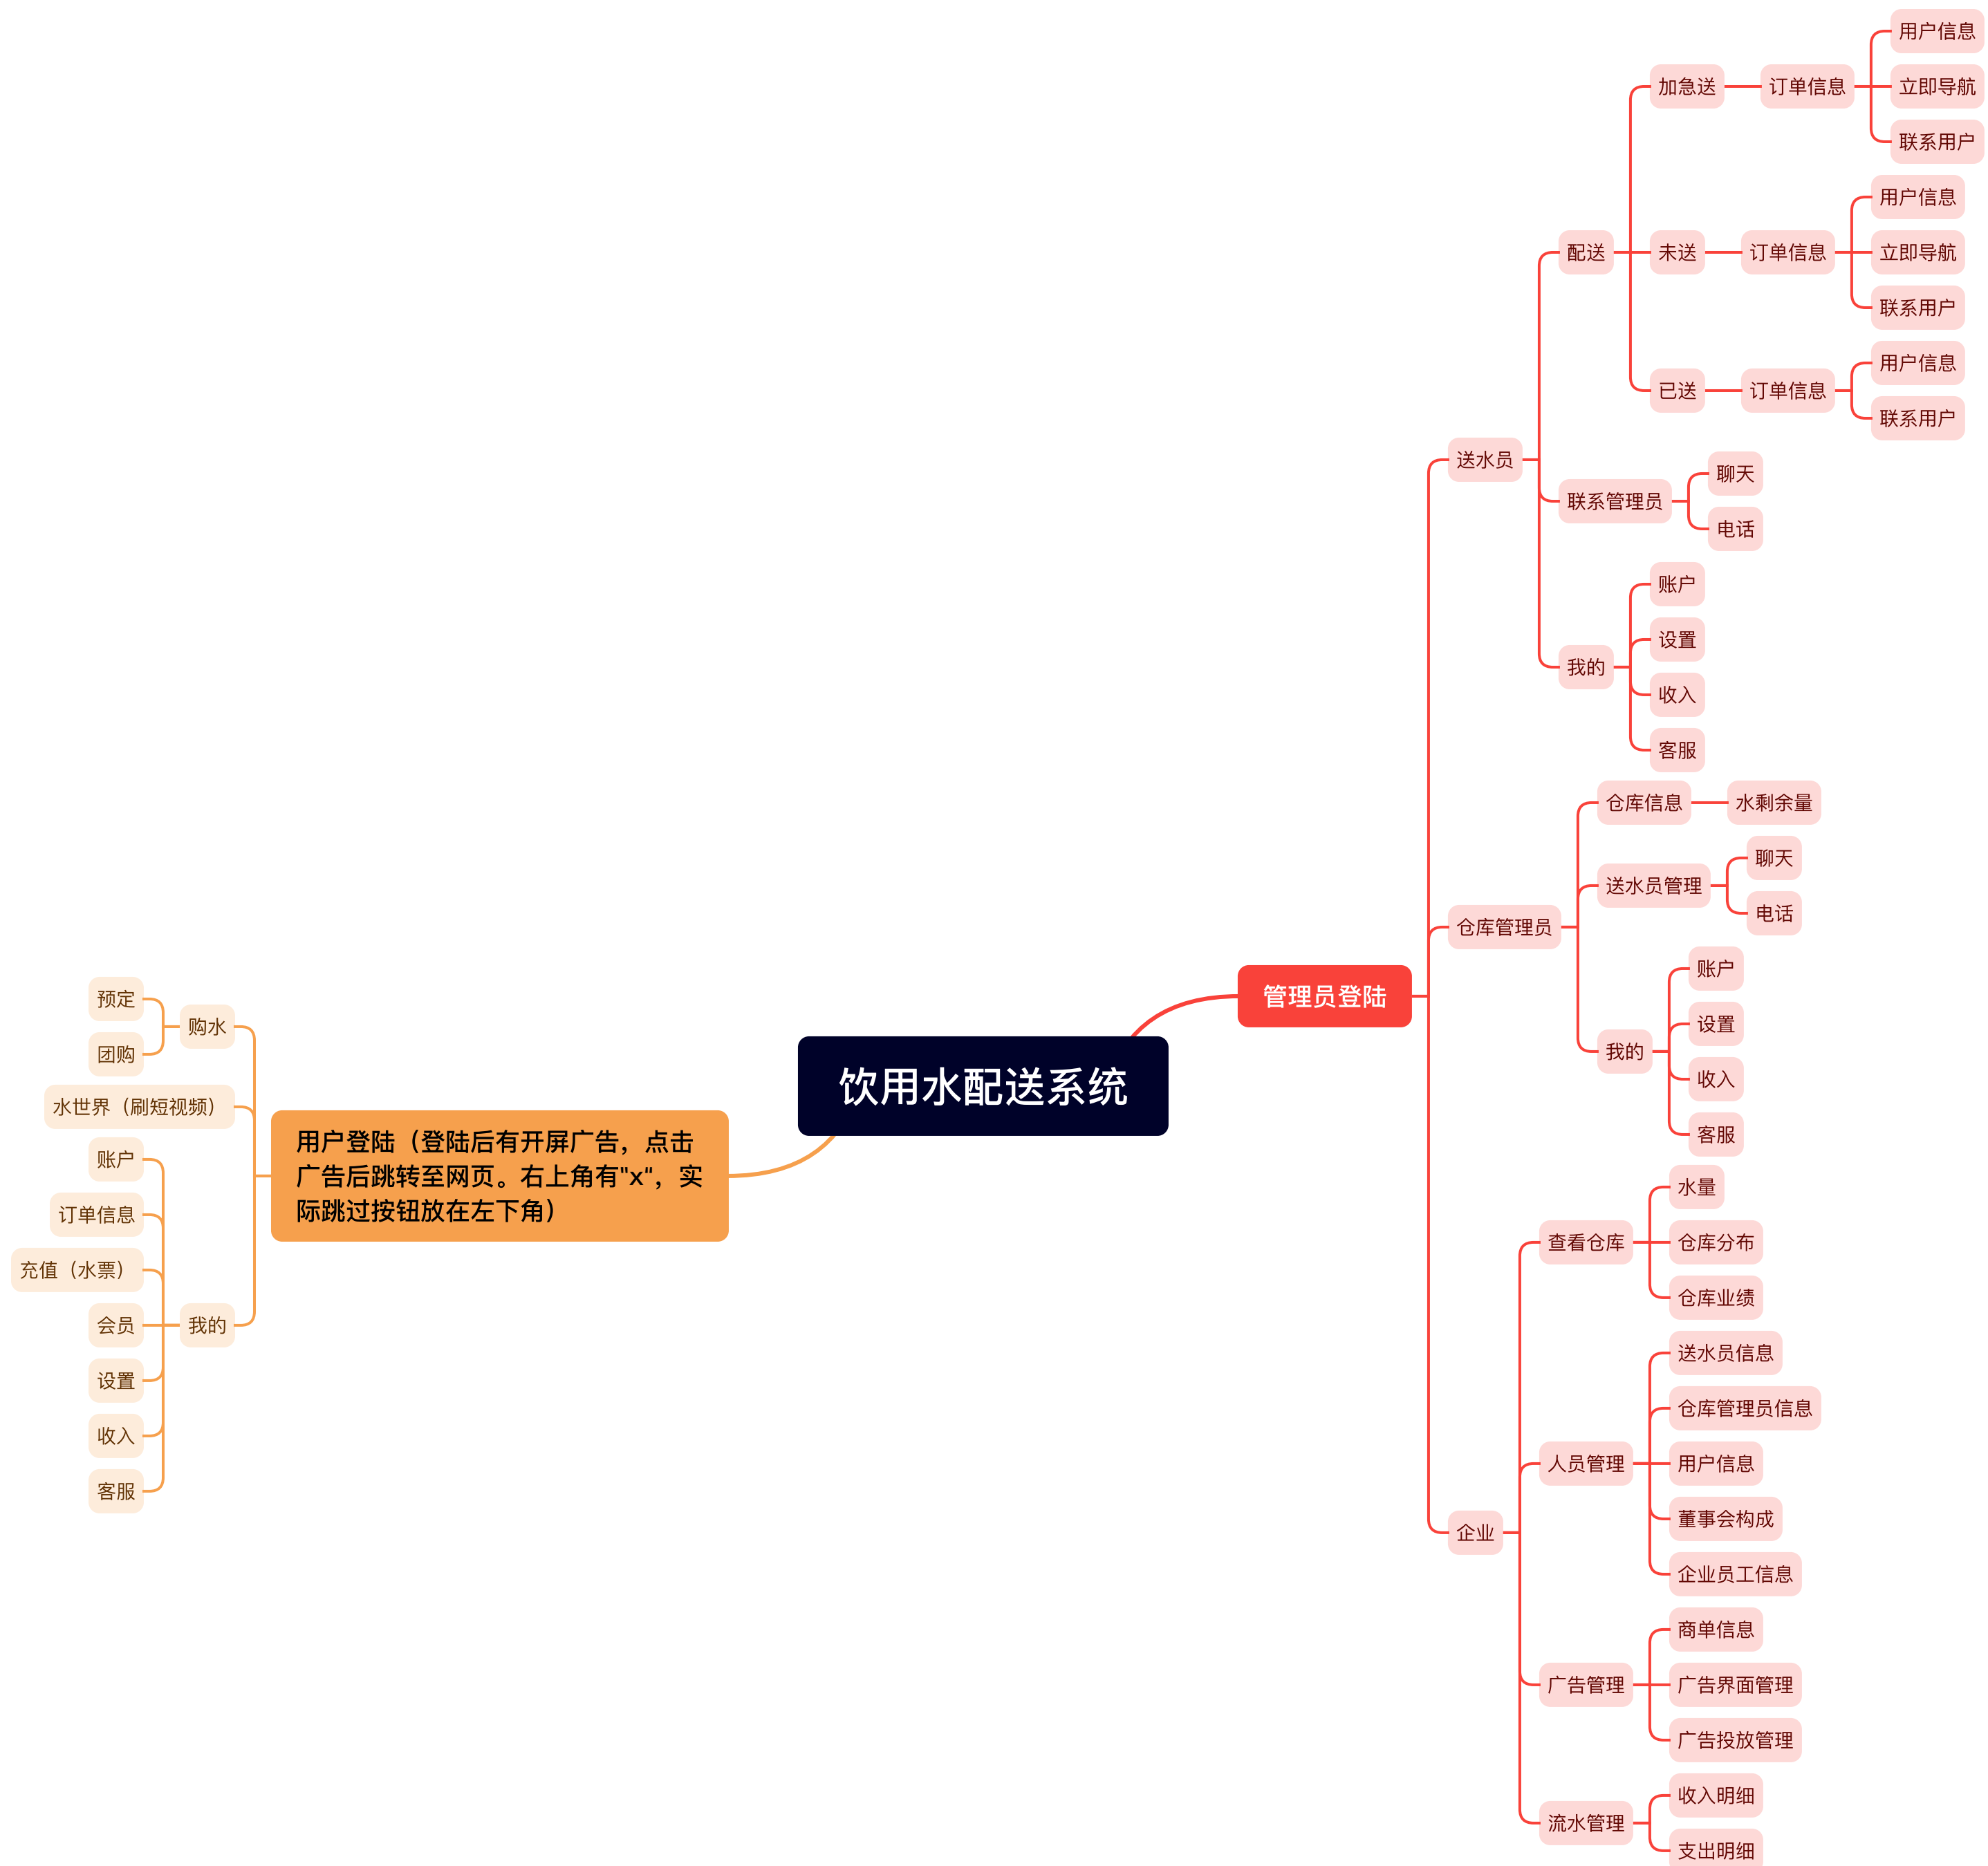 饮用水配送系统
管理员登陆
送水员
配送
加急送
订单信息
用户信息
立即导航
联系用户
未送
订单信息
用户信息
立即导航
联系用户
已送
订单信息
用户信息
联系用户
联系管理员
聊天
电话
我的
账户
设置
收入
客服
仓库管理员
仓库信息
水剩余量
送水员管理
聊天
电话
我的
账户
设置
收入
客服
企业
查看仓库
水量
仓库分布
仓库业绩
人员管理
送水员信息
仓库管理员信息
用户信息
董事会构成
企业员工信息
广告管理
商单信息
广告界面管理
广告投放管理
流水管理
收入明细
支出明细
用户登陆（登陆后有开屏广告，点击
广告后跳转至网页。右上角有"x"，实
际跳过按钮放在左下角）
购水
预定
团购
水世界（刷短视频）
我的
账户
订单信息
充值（水票）
会员
设置
收入
客服